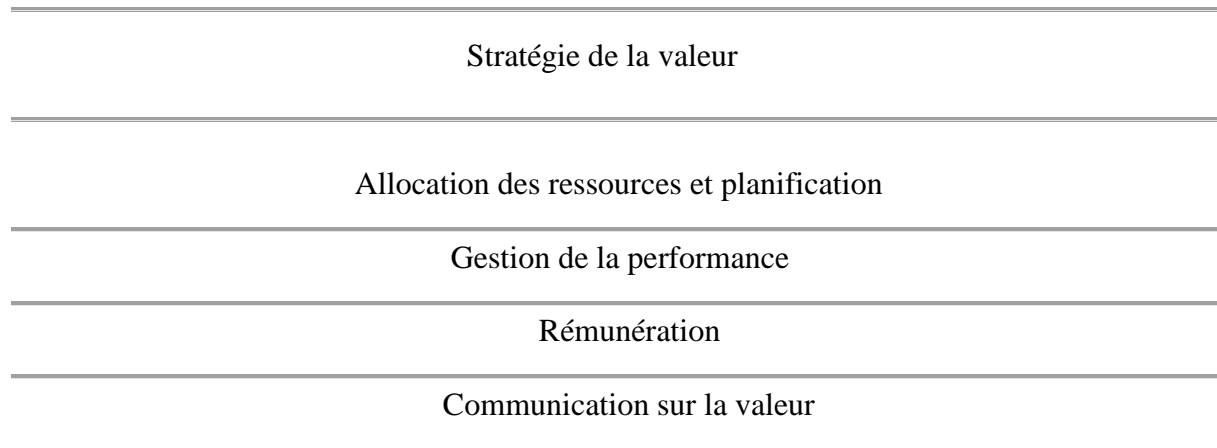 Stratégie de la valeur
Allocation des ressources et planification
Gestion de la performance
Rémunération
Communication sur la valeur